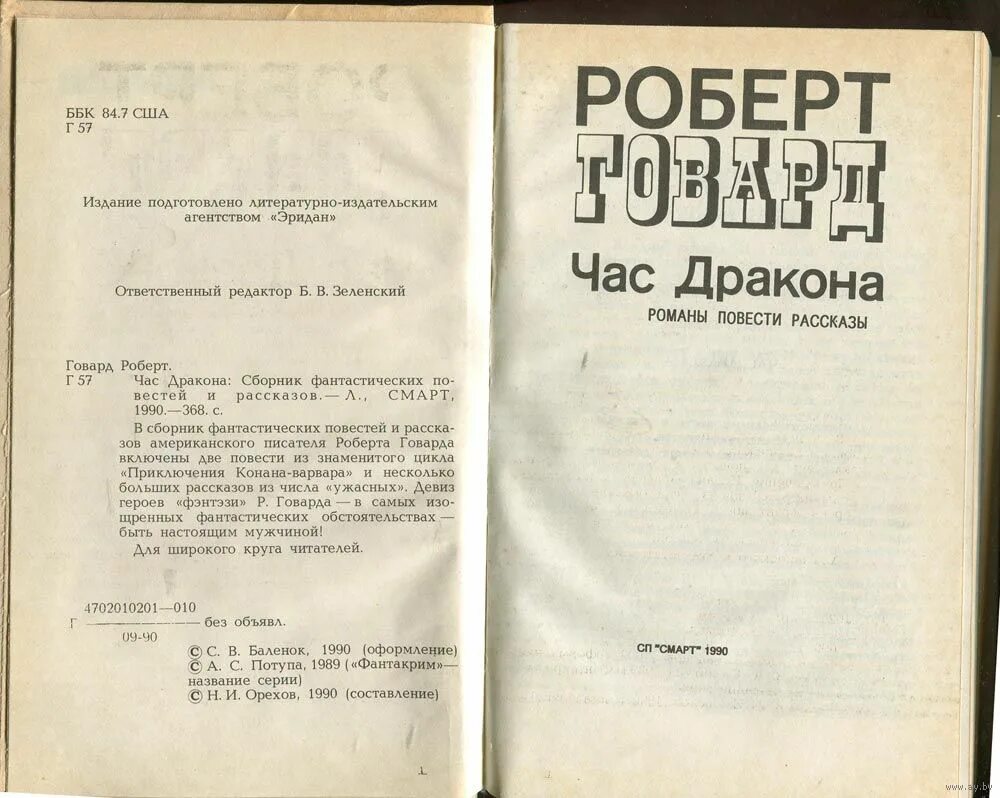 ББК 84.7 США
Г 57
Издание подготовлено литературно-издательским
агентством «Эридан»
Ответственный редактор Б. В. Зеленский
Говард Роберт.
Г 57 Час Дракона: Сборник фантастических по-
вестей и рассказов.— Л., СМАРТ,
1990.—368. с.
В сборник фантастических повестей и расска-
зов американского писателя Роберта Говарда
включены две повести из знаменитого цикла
«Приключения Конана-варвара» и несколько
больших рассказов из числа «ужасных». Девиз
героев «фэнтэзи» Р. Говарда — в самых изо-
щренных фантастических обстоятельствах —
быть настоящим мужчиной!
Для широкого круга читателей.
4702010201—010
Г без объявл.
09-90
© С. В. Баленок, 1990 (оформление)
© А. С. Потупа, 1989 («Фантакрим»—
название серии)
© Н. И. Орехов, 1990 (составление)
РОБЕРТ
ГОВАРД
Час Дракона
РОМАНЫ ПОВЕСТИ РАССКАЗЫ
СП "СМАРТ" 1990
www.ay.by